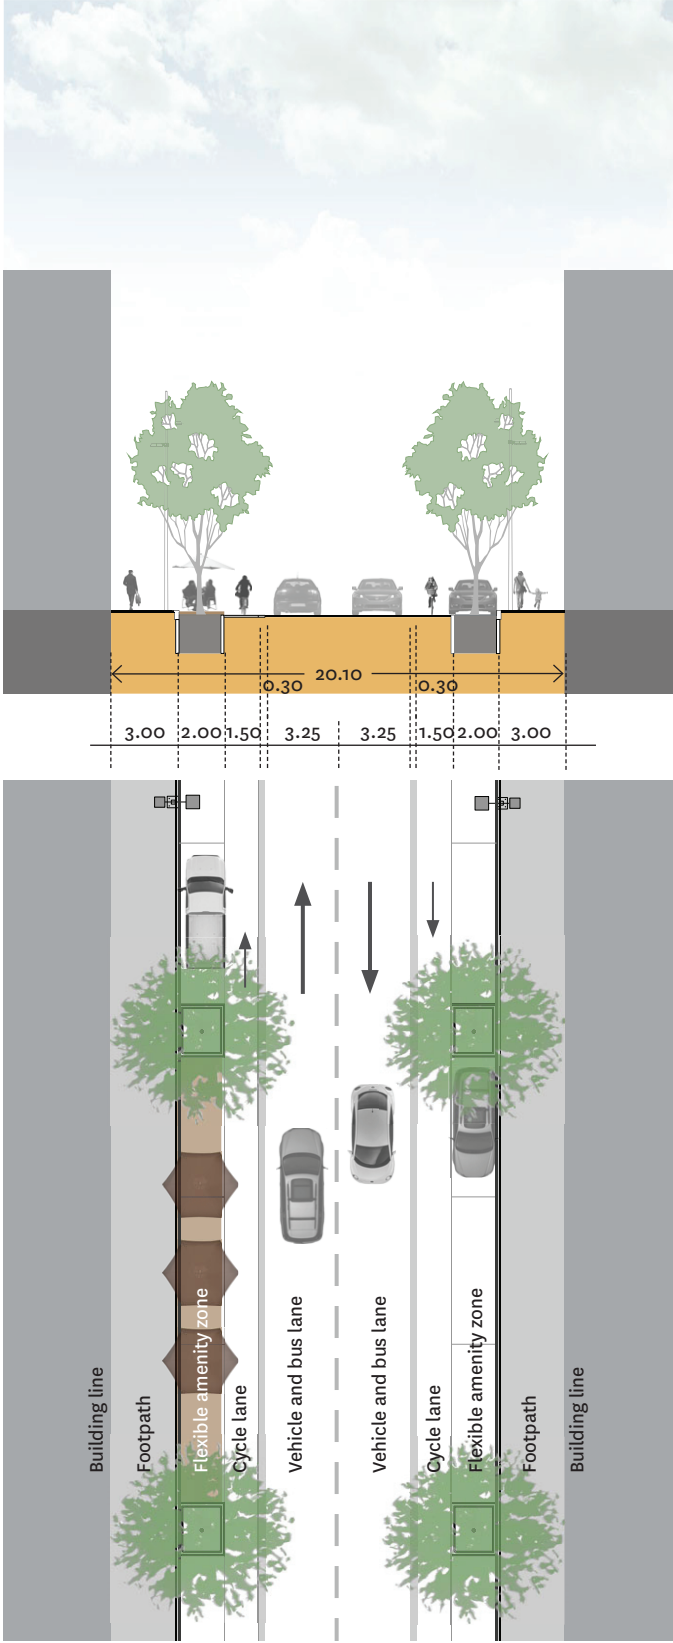 20.10
0.30 0.30
3.00 2.00 1.50 3.25 3.25 1.50 2.00 3.00
Building line
Footpath
Flexible amenity zone
Cycle lane
Vehicle and bus lane
Vehicle and bus lane
Cycle lane
Flexible amenity zone
Footpath
Building line